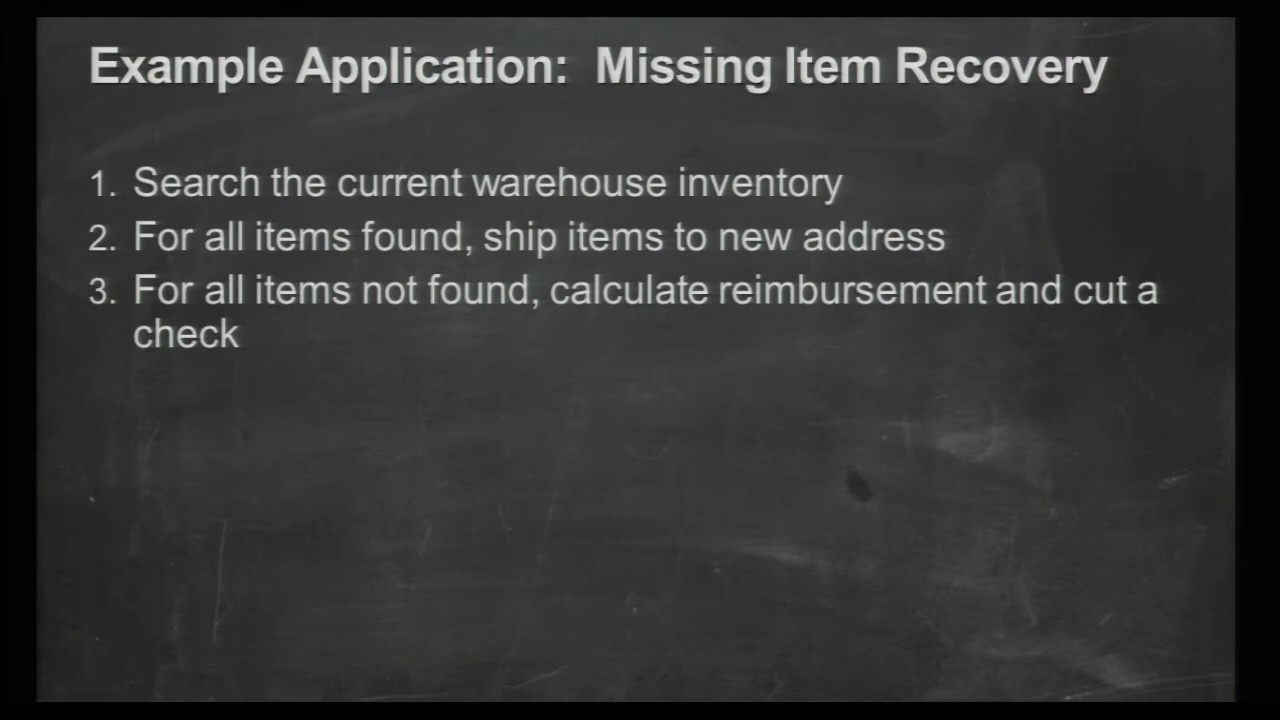 Example Application:  Missing Item Recovery
1. Search the current warehouse inventory
2. For all items found, ship items to new address
3. For all items not found, calculate reimbursement and cut a
check